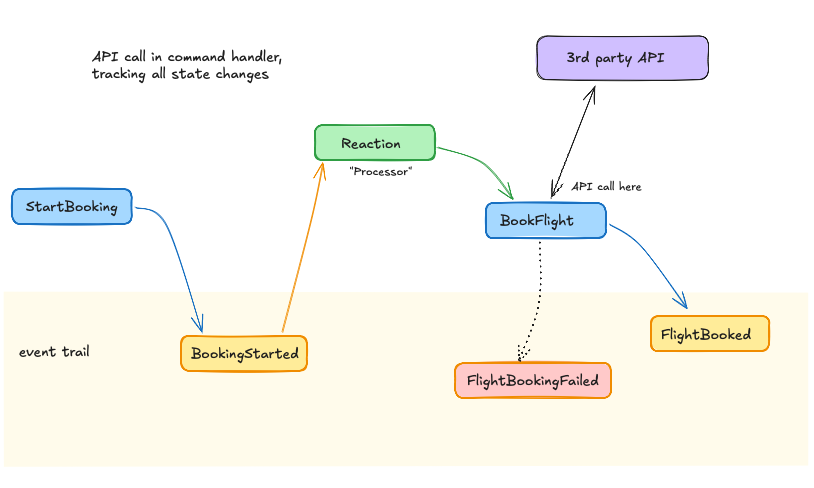 API call in command handler,
tracking all state changes
3rd party API
Reaction
"Processor"
API call here
StartBooking
BookFlight
event trail
BookingStarted
FlightBooked
FlightBookingFailed